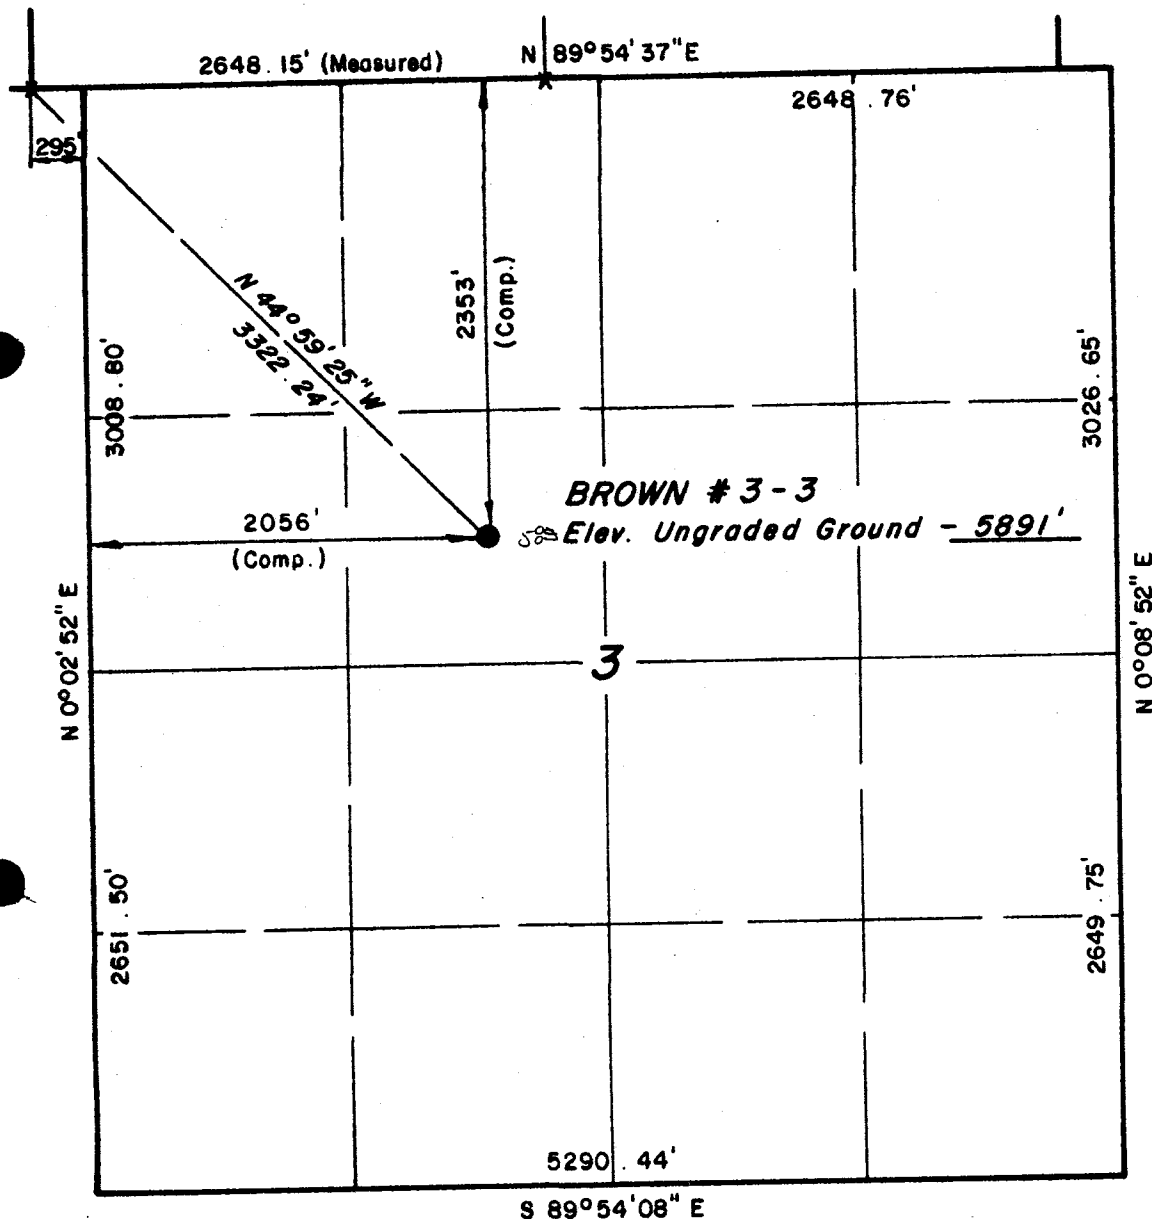 2648.15' (Measured)
N 89°54'37"E
2648.76'
295'
N 44°59'25"W
3322.24'
2353'
(Comp.)
3008.80'
3026.65'
BROWN # 3-3
Elev. Ungraded Ground - 5891'
2056'
(Comp.)
N 0°02'52" E
N 0°08'52" E
3
2651.50'
2649.75'
5290.44'
S 89°54'08" E